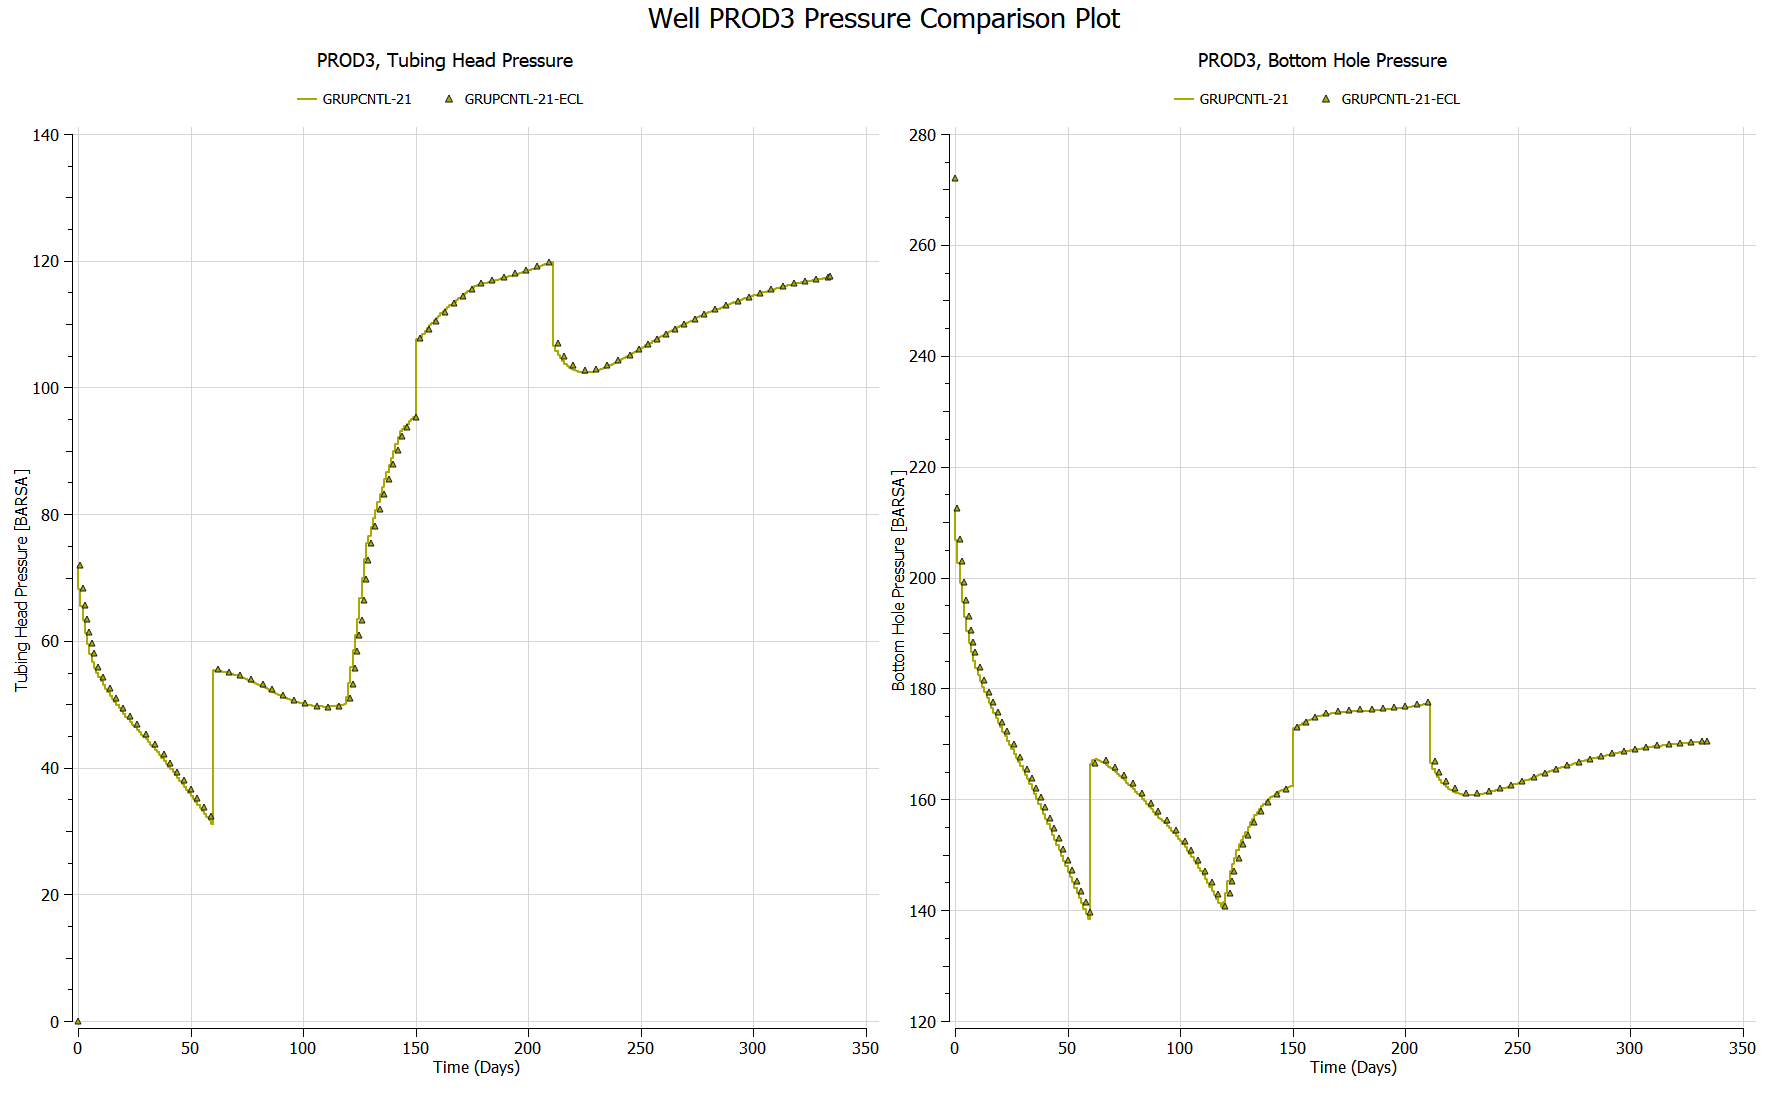 Well PROD3 Pressure Comparison Plot
PROD3, Tubing Head Pressure
GRUPCNTL-21 GRUPCNTL-21-ECL
140
120
100
80
60
40
20
0
Tubing Head Pressure [BARSA]
0 50 100 150 200 250 300 350
Time (Days)
PROD3, Bottom Hole Pressure
GRUPCNTL-21 GRUPCNTL-21-ECL
280
260
240
220
200
180
160
140
120
Bottom Hole Pressure [BARSA]
0 50 100 150 200 250 300 350
Time (Days)